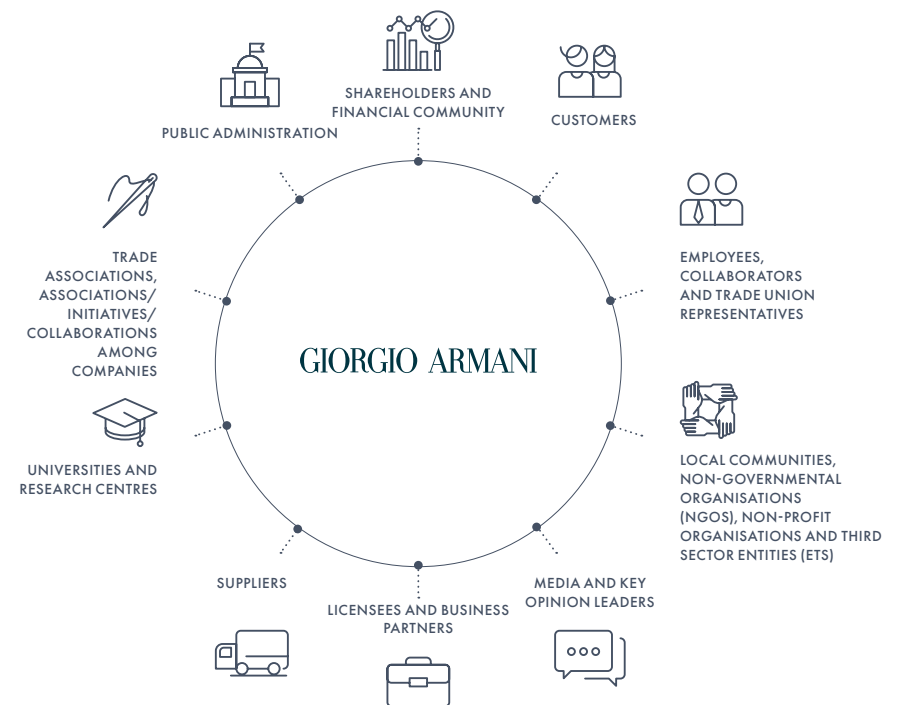 SHAREHOLDERS AND
FINANCIAL COMMUNITY
CUSTOMERS
PUBLIC ADMINISTRATION
EMPLOYEES,
COLLABORATORS
AND TRADE UNION
REPRESENTATIVES
TRADE
ASSOCIATIONS,
ASSOCIATIONS/
INITIATIVES/
COLLABORATIONS
AMONG
COMPANIES
GIORGIO ARMANI
LOCAL COMMUNITIES,
NON-GOVERNMENTAL
ORGANISATIONS
(NGOS), NON-PROFIT
ORGANISATIONS AND THIRD
SECTOR ENTITIES (ETS)
UNIVERSITIES AND
RESEARCH CENTRES
SUPPLIERS
LICENSEES AND BUSINESS
PARTNERS
MEDIA AND KEY
OPINION LEADERS